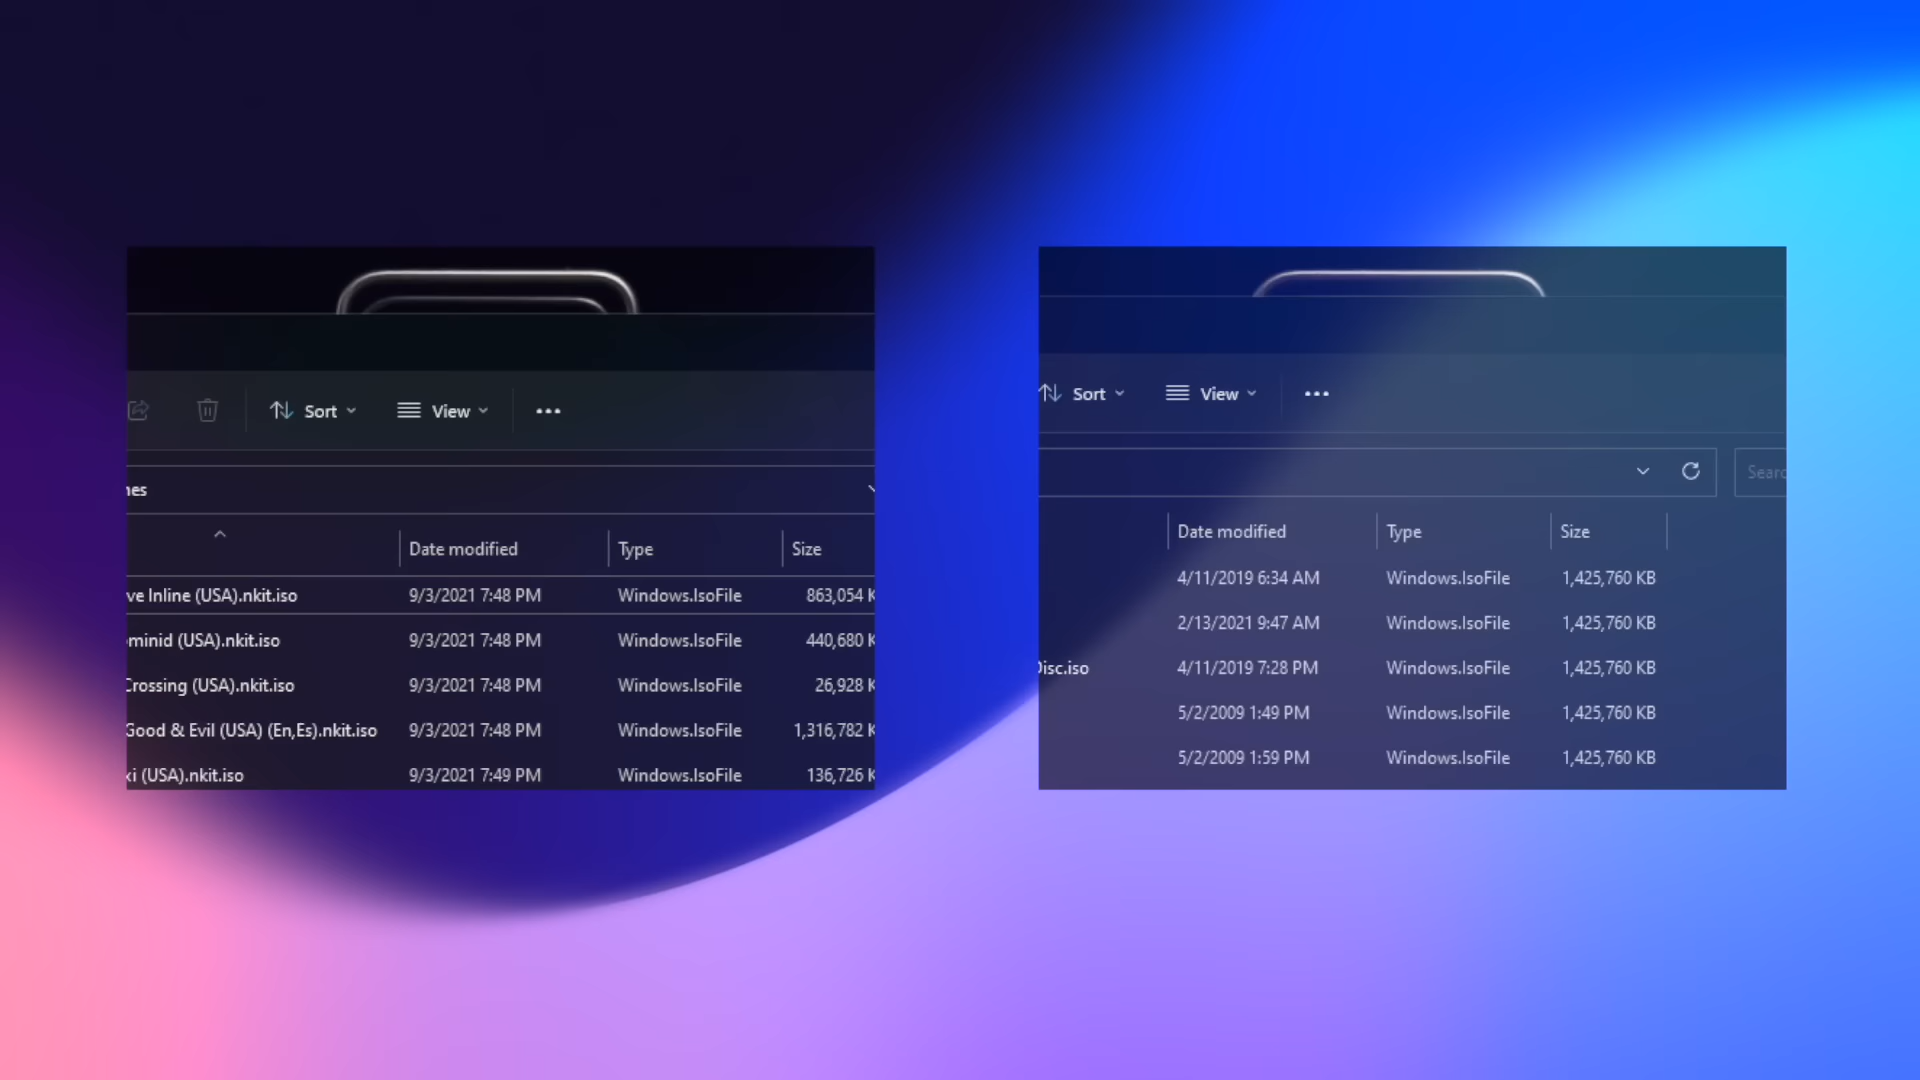 Sort View •••
nes
Date modified Type Size
ve Inline (USA).nkit.iso 9/3/2021 7:48 PM Windows.IsoFile 863,054 K
minid (USA).nkit.iso 9/3/2021 7:48 PM Windows.IsoFile 440,680 K
Crossing (USA).nkit.iso 9/3/2021 7:48 PM Windows.IsoFile 26,928 K
Good & Evil (USA) (En,Es).nkit.iso 9/3/2021 7:48 PM Windows.IsoFile 1,316,782 K
ki (USA).nkit.iso 9/3/2021 7:49 PM Windows.IsoFile 136,726 K
Sort View •••
Searc
Date modified Type Size
4/11/2019 6:34 AM Windows.IsoFile 1,425,760 KB
2/13/2021 9:47 AM Windows.IsoFile 1,425,760 KB
Disc.iso 4/11/2019 7:28 PM Windows.IsoFile 1,425,760 KB
5/2/2009 1:49 PM Windows.IsoFile 1,425,760 KB
5/2/2009 1:59 PM Windows.IsoFile 1,425,760 KB